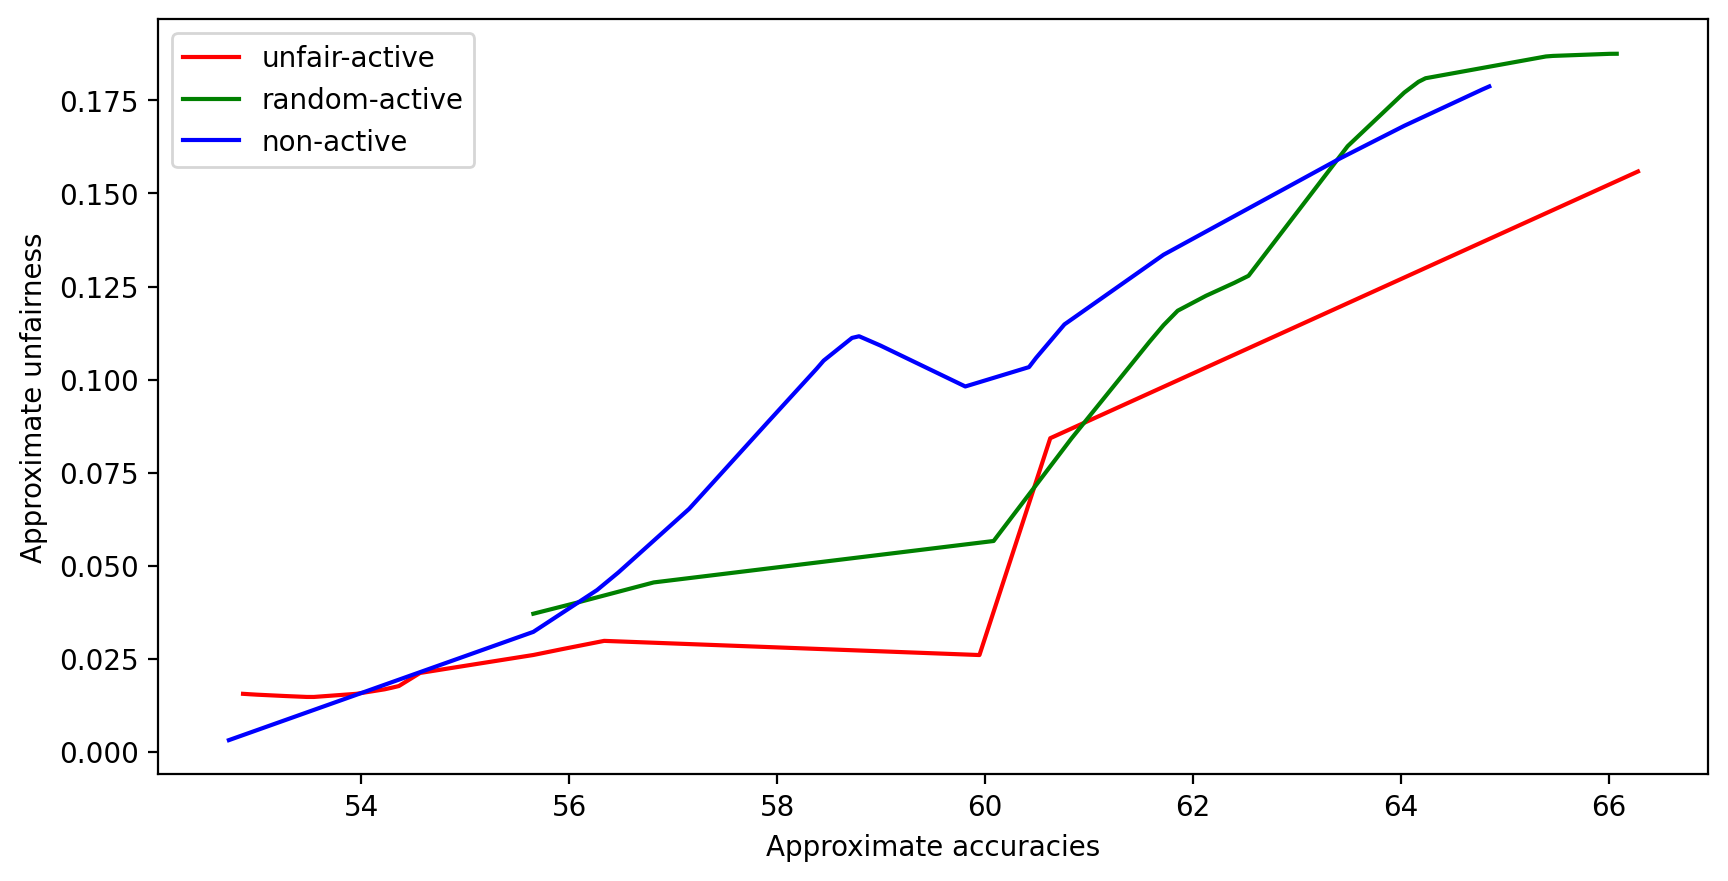 unfair-active
random-active
non-active
Approximate unfairness
0.175
0.150
0.125
0.100
0.075
0.050
0.025
0.000
54 56 58 60 62 64 66
Approximate accuracies